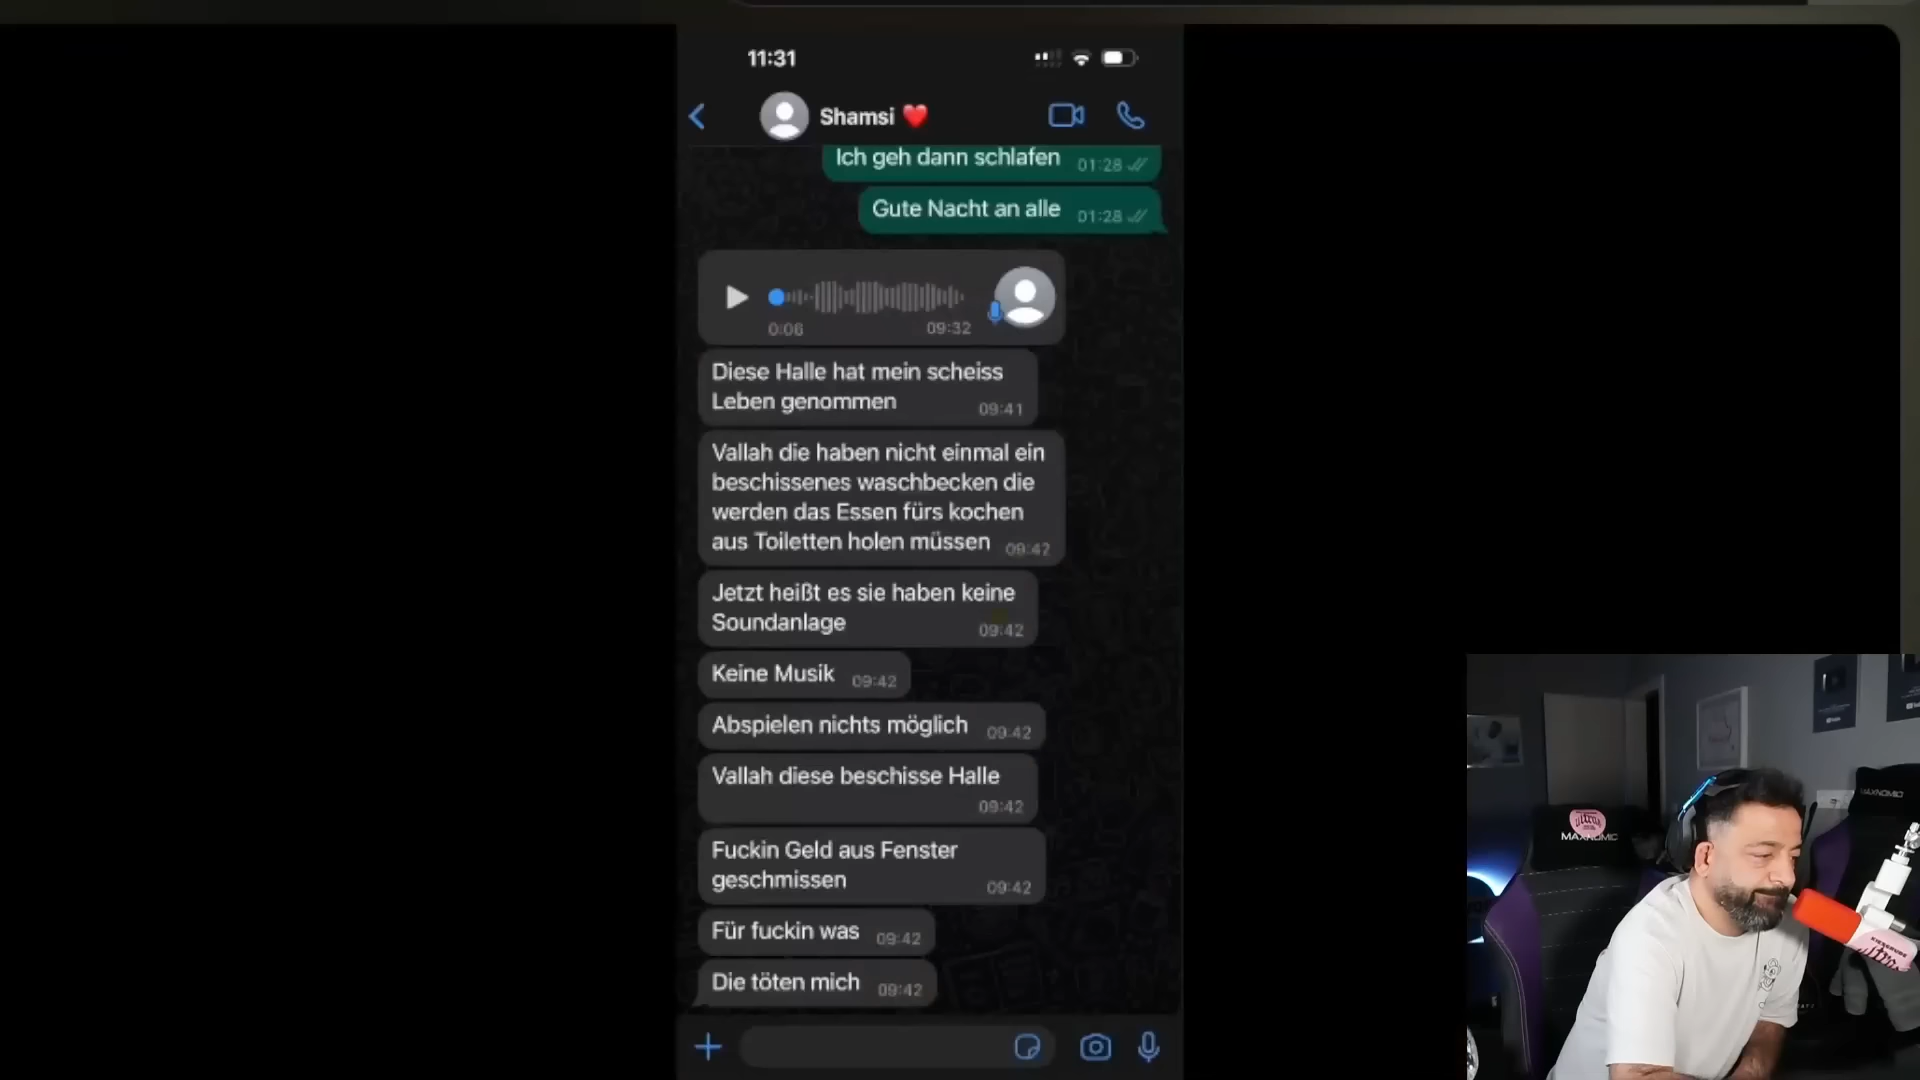 11:31
Shamsi ❤️
Ich geh dann schlafen 01:28
Gute Nacht an alle 01:28
0:06 09:32
Diese Halle hat mein scheiss
Leben genommen 09:41
Vallah die haben nicht einmal ein
beschissenes waschbecken die
werden das Essen fürs kochen
aus Toiletten holen müssen 09:42
Jetzt heißt es sie haben keine
Soundanlage 09:42
Keine Musik 09:42
Abspielen nichts möglich 09:42
Vallah diese beschisse Halle
09:42
Fuckin Geld aus Fenster
geschmissen 09:42
Für fuckin was 09:42
Die töten mich 09:42
MAXNOMIC
MAXNOMIC